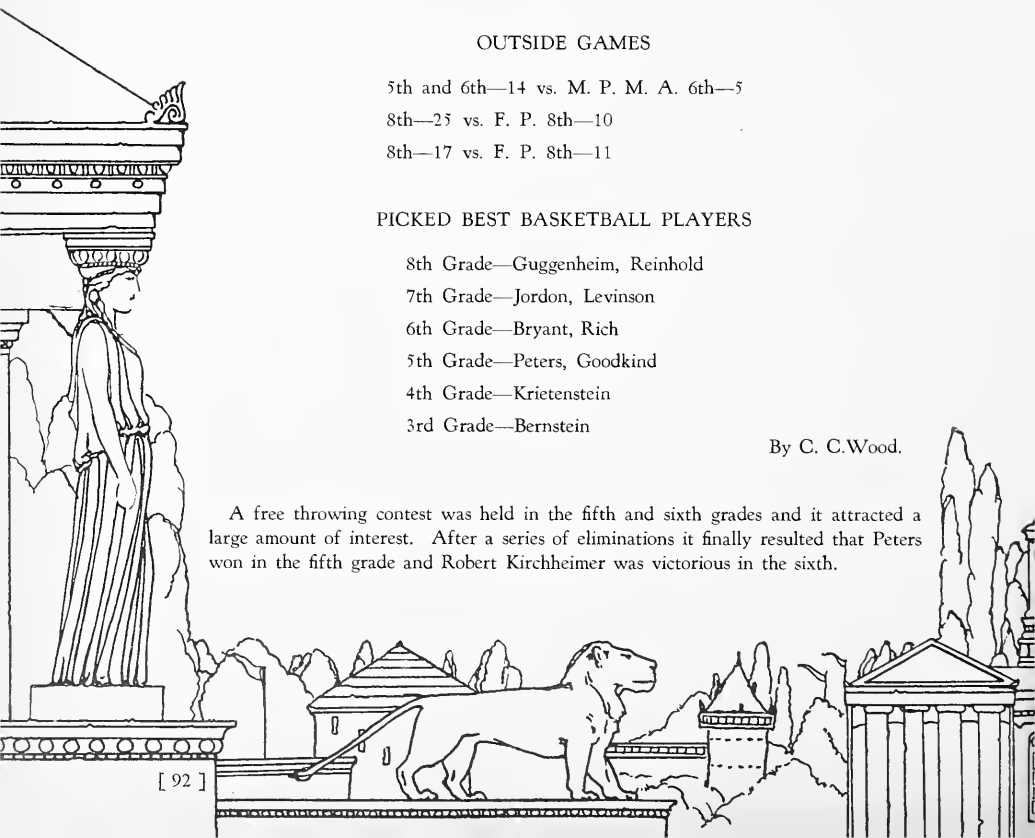 OUTSIDE GAMES
5th and 6th—14 vs. M. P. M. A. 6th—5
8th—25 vs. F. P. 8th—10
8th—17 vs. F. P. 8th—11
PICKED BEST BASKETBALL PLAYERS
8th Grade—Guggenheim, Reinhold
7th Grade—Jordon, Levinson
6th Grade—Bryant, Rich
5th Grade—Peters, Goodkind
4th Grade—Krietenstein
3rd Grade—Bernstein
By C. C.Wood.
A free throwing contest was held in the fifth and sixth grades and it attracted a
large amount of interest. After a series of eliminations it finally resulted that Peters
won in the fifth grade and Robert Kirchheimer was victorious in the sixth.
[ 92 ]